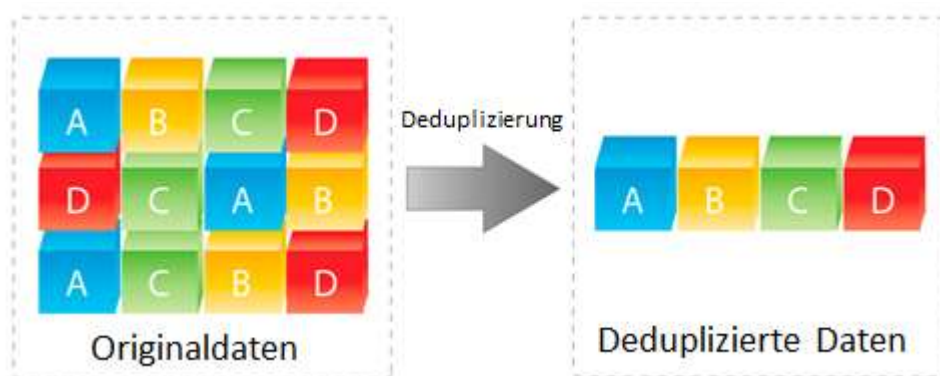 A B C D
D C A B
A C B D
Originaldaten
Deduplizierung
A B C D
Deduplizierte Daten